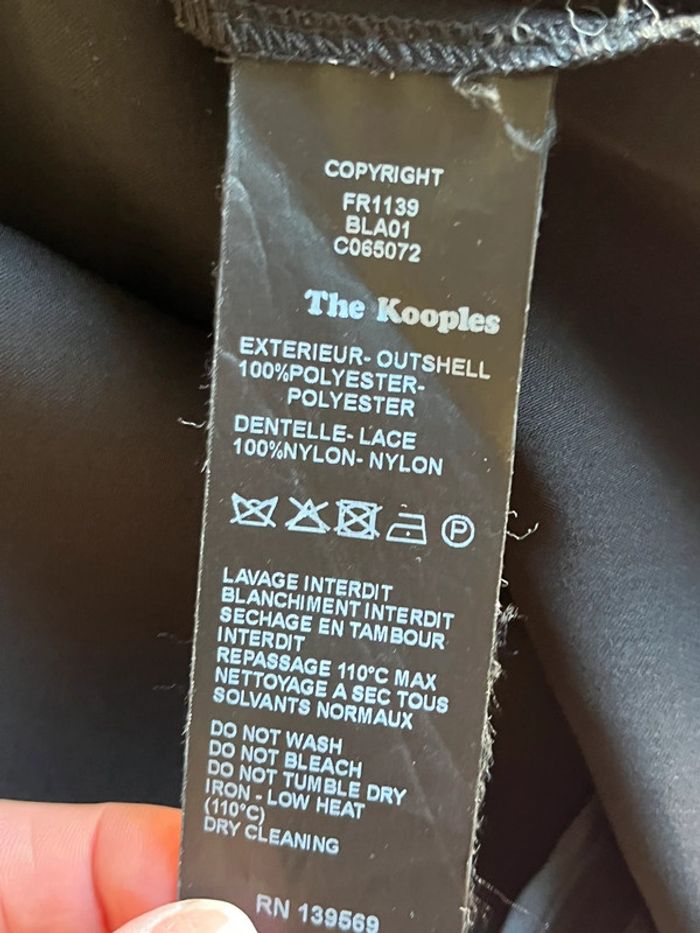 COPYRIGHT
FR1139
BLA01
C065072
The Kooples
EXTERIEUR- OUTSHELL
100%POLYESTER-
POLYESTER
DENTELLE- LACE
100%NYLON- NYLON
P
LAVAGE INTERDIT
BLANCHIMENT INTERDIT
SECHAGE EN TAMBOUR
INTERDIT
REPASSAGE 110°C MAX
NETTOYAGE A SEC TOUS
SOLVANTS NORMAUX
DO NOT WASH
DO NOT BLEACH
DO NOT TUMBLE DRY
IRON - LOW HEAT
(110°C)
DRY CLEANING
RN 139569